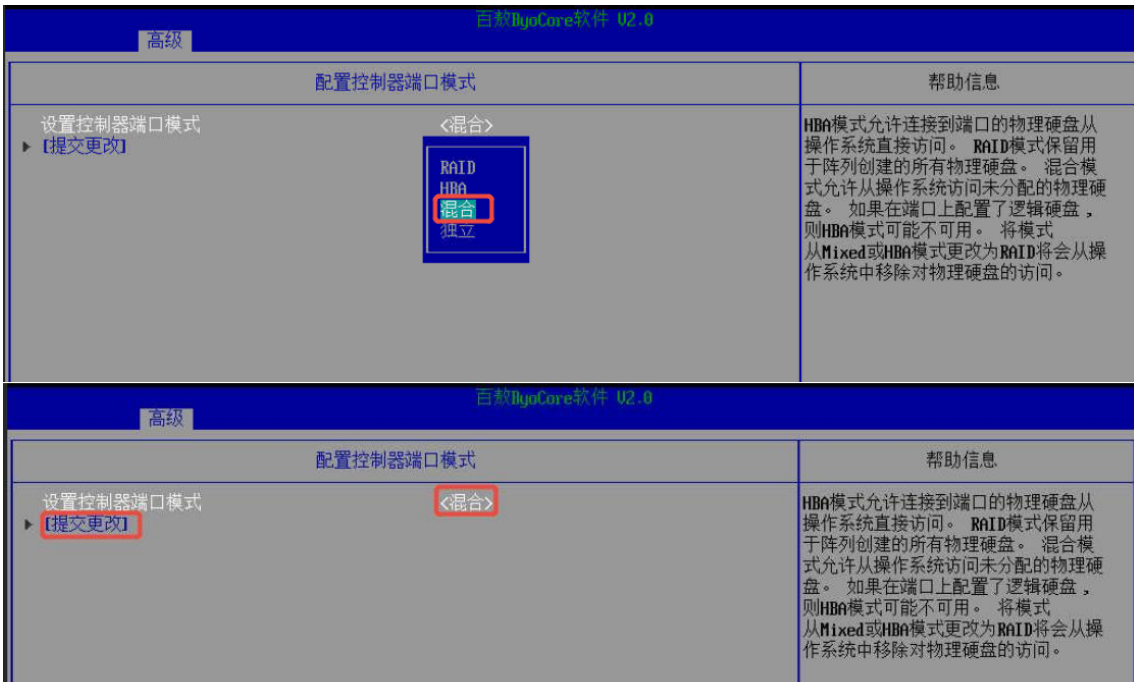 百敖ByoCore软件 V2.0
高级
配置控制器端口模式
帮助信息
设置控制器端口模式 <混合>
[提交更改]
RAID
HBA
混合
独立
HBA模式允许连接到端口的物理硬盘从
操作系统直接访问。 RAID模式保留用
于阵列创建的所有物理硬盘。 混合模
式允许从操作系统访问未分配的物理硬
盘。 如果在端口上配置了逻辑硬盘，
则HBA模式可能不可用。 将模式
从Mixed或HBA模式更改为RAID将会从操
作系统中移除对物理硬盘的访问。
百敖ByoCore软件 V2.0
高级
配置控制器端口模式
帮助信息
设置控制器端口模式 <混合>
[提交更改]
HBA模式允许连接到端口的物理硬盘从
操作系统直接访问。 RAID模式保留用
于阵列创建的所有物理硬盘。 混合模
式允许从操作系统访问未分配的物理硬
盘。 如果在端口上配置了逻辑硬盘，
则HBA模式可能不可用。 将模式
从Mixed或HBA模式更改为RAID将会从操
作系统中移除对物理硬盘的访问。